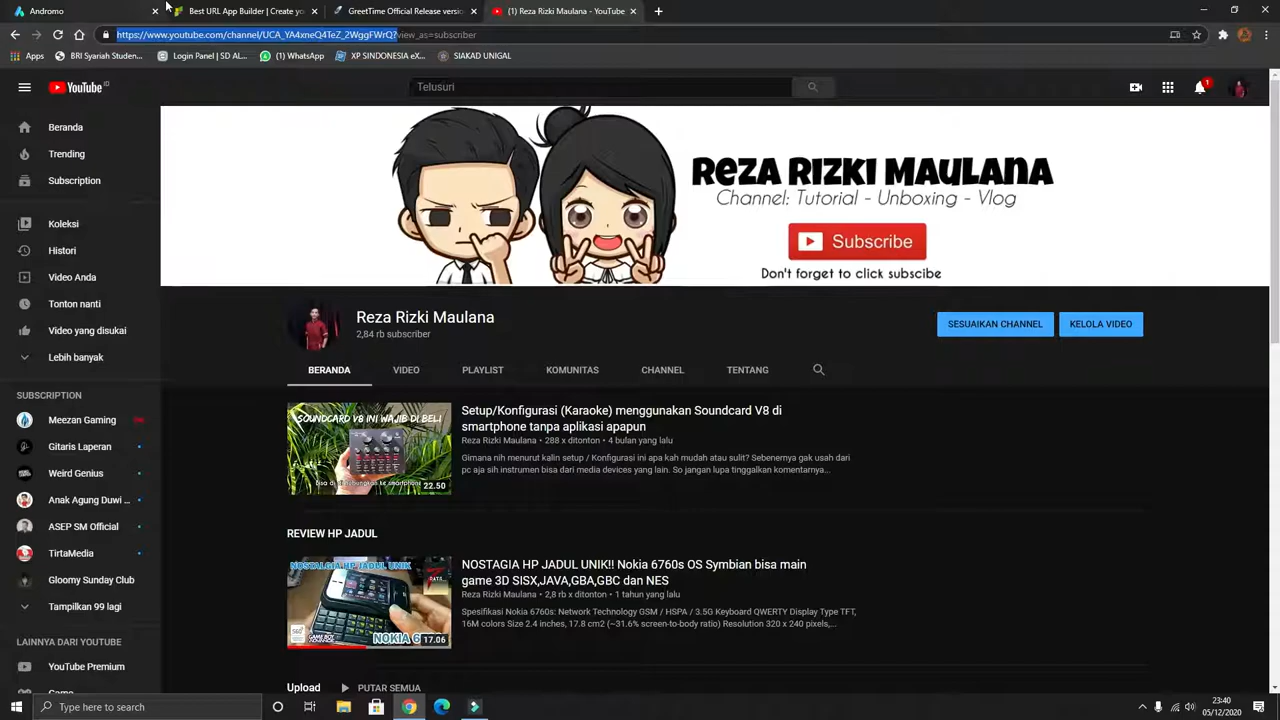 Andromo
Best URL App Builder | Create yo
GreetTime Official Release versio
(1) Reza Rizki Maulana - YouTube
https://www.youtube.com/channel/UCA_YA4xneQ4TeZ_2WggFWrQ?view_as=subscriber
Apps
BRI Syariah Studen...
Login Panel | SD AL...
(1) WhatsApp
XP SINDONESIA eX...
SIAKAD UNIGAL
YouTube ID
Telusuri
1
Beranda
Trending
Subscription
Koleksi
Histori
Video Anda
Tonton nanti
Video yang disukai
Lebih banyak
SUBSCRIPTION
Meezan Camping
Gitaris Laperan
Weird Genius
Anak Agung Duwi ...
ASEP SM Official
TirtaMedia
Gloomy Sunday Club
Tampilkan 99 lagi
LAINNYA DARI YOUTUBE
YouTube Premium
Game
Reza Rizki Maulana
Channel: Tutorial - Unboxing - Vlog
Subscribe
Don't forget to click subscibe
Reza Rizki Maulana
2,84 rb subscriber
SESUAIKAN CHANNEL
KELOLA VIDEO
BERANDA
VIDEO
PLAYLIST
KOMUNITAS
CHANNEL
TENTANG
SOUNDCARD V8 INI WAJIB DI BELI
bisa di hubungkan ke smartphone
22.50
Setup/Konfigurasi (Karaoke) menggunakan Soundcard V8 di
smartphone tanpa aplikasi apapun
Reza Rizki Maulana • 288 x ditonton • 4 bulan yang lalu
Gimana nih menurut kalin setup / Konfigurasi ini apa kah mudah atau sulit? Sebenernya gak usah dari
pc aja sih instrumen bisa dari media devices yang lain. So jangan lupa tinggalkan komentarnya...
REVIEW HP JADUL
NOSTALGIA HP JADUL UNIK
NOKIA 6
17.06
NOSTAGIA HP JADUL UNIK!! Nokia 6760s OS Symbian bisa main
game 3D SISX,JAVA,GBA,GBC dan NES
Reza Rizki Maulana • 2,8 rb x ditonton • 1 tahun yang lalu
Spesifikasi Nokia 6760s: Network Technology GSM / HSPA / 3.5G Keyboard QWERTY Display Type TFT,
16M colors Size 2.4 inches, 17.8 cm2 (~31.6% screen-to-body ratio) Resolution 320 x 240 pixels,...
Upload
PUTAR SEMUA
Type here to search
23:40
05/12/2020